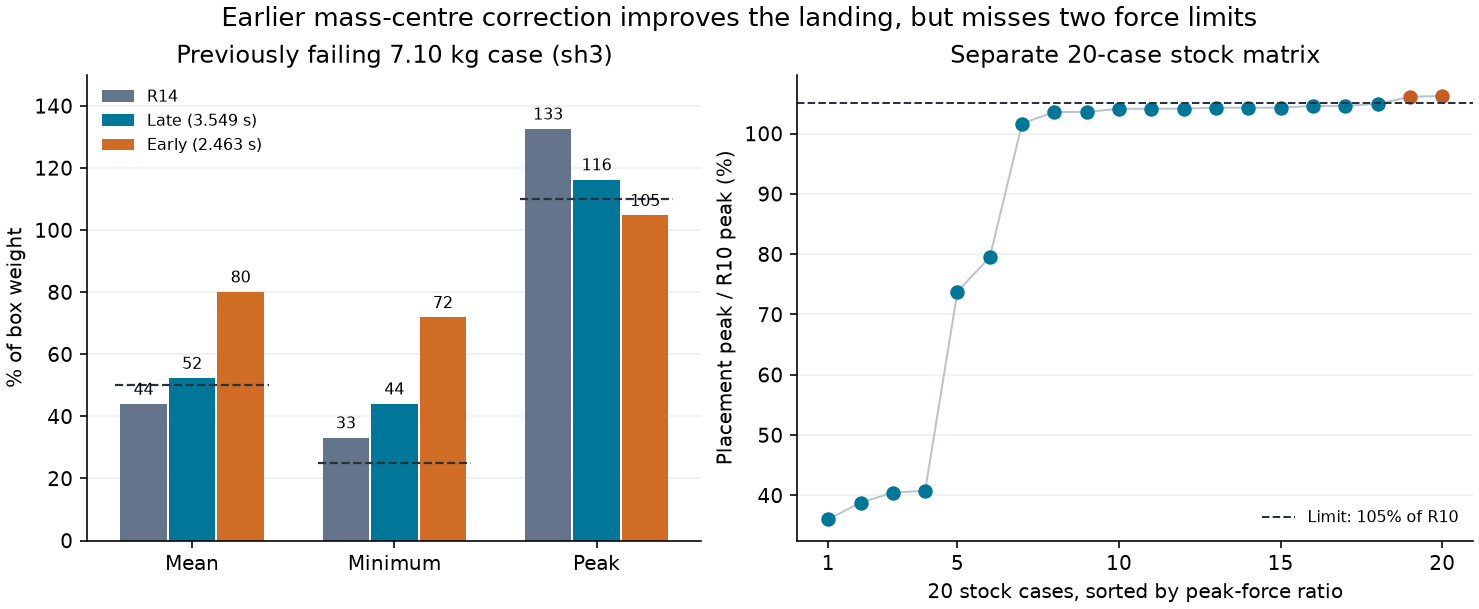 Earlier mass-centre correction improves the landing, but misses two force limits
Previously failing 7.10 kg case (sh3)
% of box weight
140
120
100
80
60
40
20
0
R14
Late (3.549 s)
Early (2.463 s)
44
52
80
33
44
72
133
116
105
Mean
Minimum
Peak
Separate 20-case stock matrix
Placement peak / R10 peak (%)
100
90
80
70
60
50
40
Limit: 105% of R10
1
5
10
15
20
20 stock cases, sorted by peak-force ratio